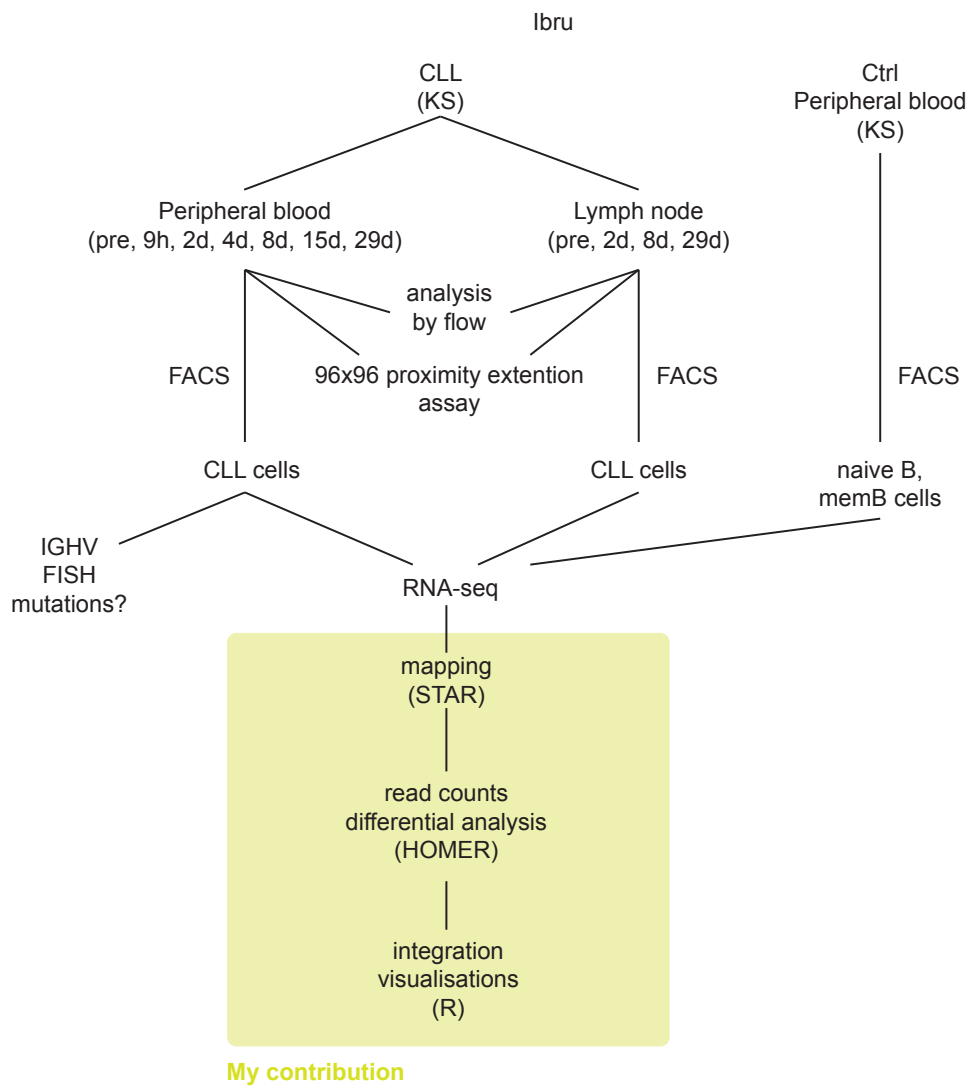 Ibru
CLL
(KS)
Ctrl
Peripheral blood
(KS)
Peripheral blood
(pre, 9h, 2d, 4d, 8d, 15d, 29d)
Lymph node
(pre, 2d, 8d, 29d)
analysis
by flow
FACS
96x96 proximity extention
assay
FACS
FACS
CLL cells
CLL cells
naive B,
memB cells
IGHV
FISH
mutations?
RNA-seq
mapping
(STAR)
read counts
differential analysis
(HOMER)
integration
visualisations
(R)
My contribution